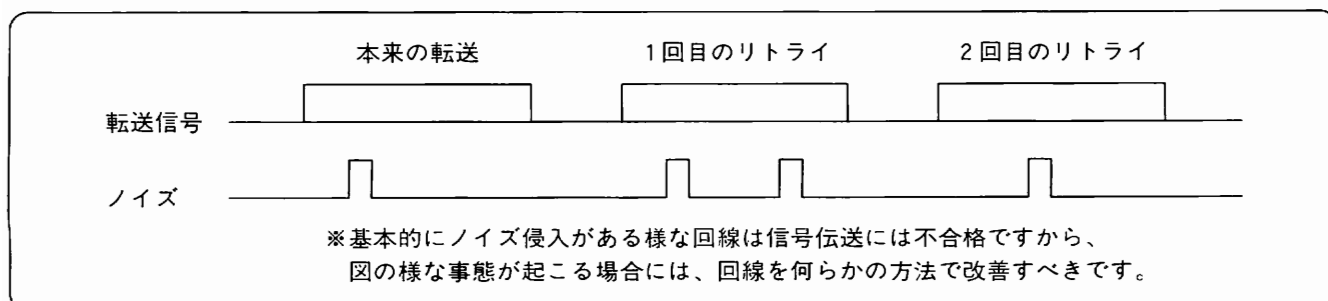 本来の転送 1回目のリトライ 2回目のリトライ
転送信号
ノイズ
※基本的にノイズ侵入がある様な回線は信号伝送には不合格ですから、
図の様な事態が起こる場合には、回線を何らかの方法で改善すべきです。